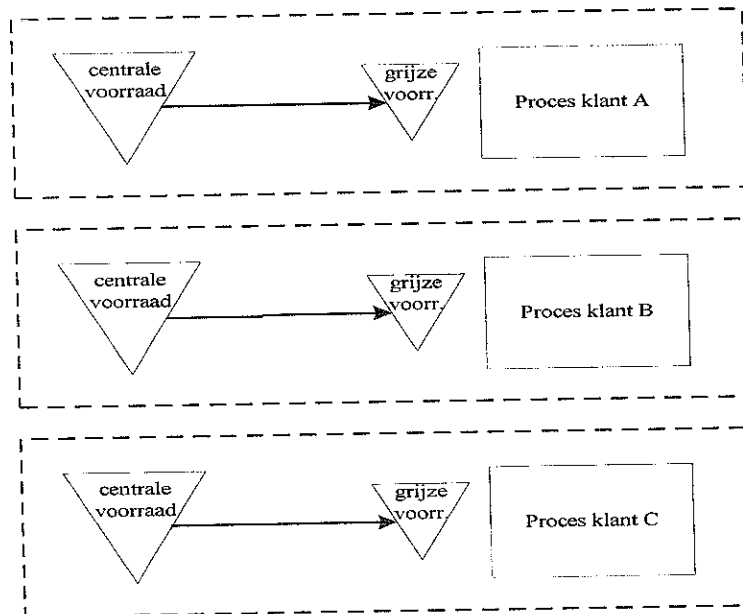 centrale
voorraad
grijze
voorr.
Proces klant A
centrale
voorraad
grijze
voorr.
Proces klant B
centrale
voorraad
grijze
voorr.
Proces klant C